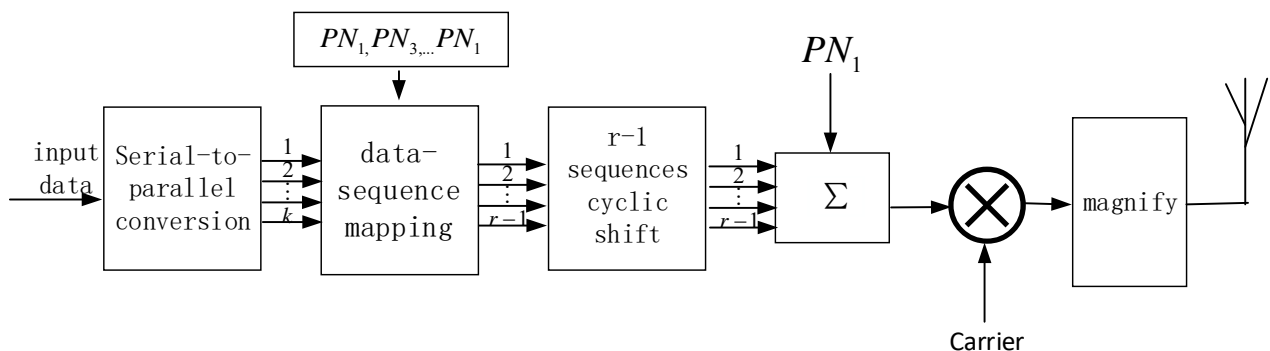 PN₁,PN₃,...PN₁
PN₁
input
data
Serial-to-
parallel
conversion
1
2
⋮
k
data-
sequence
mapping
1
2
⋮
r-1
r-1
sequences
cyclic
shift
1
2
⋮
r-1
Σ
magnify
Carrier